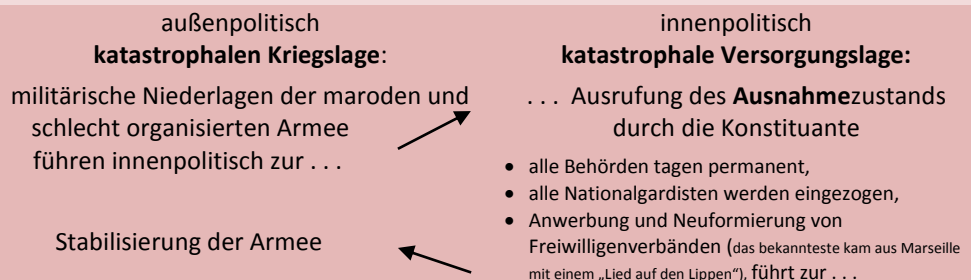 außenpolitisch
katastrophalen Kriegslage:
militärische Niederlagen der maroden und
schlecht organisierten Armee
führen innenpolitisch zur . . .
Stabilisierung der Armee
innenpolitisch
katastrophale Versorgungslage:
. . . Ausrufung des Ausnahmezustands
durch die Konstituante
• alle Behörden tagen permanent,
• alle Nationalgardisten werden eingezogen,
• Anwerbung und Neuformierung von
Freiwilligenverbänden (das bekannteste kam aus Marseille
mit einem „Lied auf den Lippen“), führt zur . . .